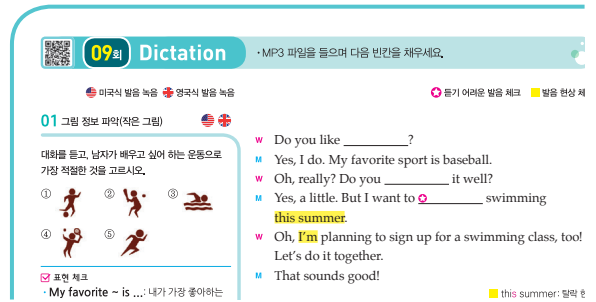 09회 Dictation · MP3 파일을 들으며 다음 빈칸을 채우세요.
미국식 발음 녹음 영국식 발음 녹음
듣기 어려운 발음 체크 발음 현상 체
01 그림 정보 파악(작은 그림)
대화를 듣고, 남자가 배우고 싶어 하는 운동으로
가장 적절한 것을 고르시오.
① ② ③
④ ⑤
표현 체크
· My favorite ~ is ...: 내가 가장 좋아하는
W Do you like __________?
M Yes, I do. My favorite sport is baseball.
W Oh, really? Do you __________ it well?
M Yes, a little. But I want to __________ swimming
this summer.
W Oh, I'm planning to sign up for a swimming class, too!
Let's do it together.
M That sounds good!
this summer: 탈락 현